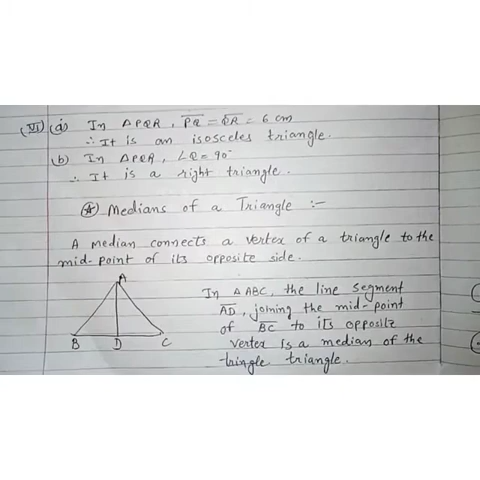 (VI) (a) In △PQR, PQ = QR = 6 cm
∴ It is an isosceles triangle.
(b) In △PQR, ∠Q = 90°
∴ It is a right triangle.
☆ Medians of a Triangle :-
A median connects a vertex of a triangle to the
mid-point of its opposite side.
In △ABC, the line segment
AD, joining the mid-point
of BC to its opposite
vertex is a median of the
tringle triangle.
A
B D C